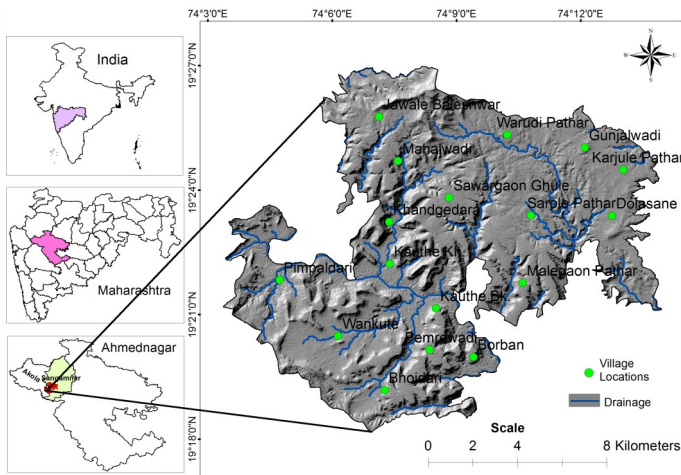 74°3'0"E
74°6'0"E
74°9'0"E
74°12'0"E
India
Maharashtra
Ahmednagar
Akola
Sangamner
19°27'0"N
19°24'0"N
19°21'0"N
19°18'0"N
N
W
E
S
Jawale Baleshwar
Warudi Pathar
Gunjalwadi
Mahalwadi
Karjule Pathar
Sawargaon Ghule
Khandgedara
Sarole Pathar
Dolasane
Kauthe Kh.
Pimpaldari
Malegaon Pathar
Kauthe Bk.
Wankute
Pemrewadi
Borban
Bhojdari
Village
Locations
Drainage
Scale
0 2 4 8 Kilometers